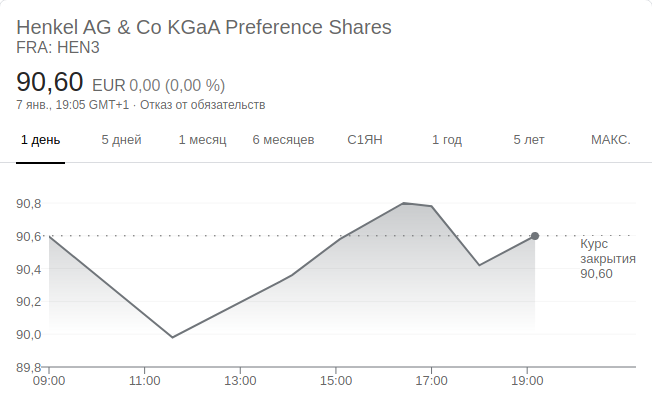 Henkel AG & Co KGaA Preference Shares
FRA: HEN3
90,60 EUR 0,00 (0,00 %)
7 янв., 19:05 GMT+1 · Отказ от обязательств
1 день 5 дней 1 месяц 6 месяцев С1ЯН 1 год 5 лет МАКС.
90,8
90,6
Курс
закрытия
90,60
90,4
90,2
90,0
89,8
09:00 11:00 13:00 15:00 17:00 19:00